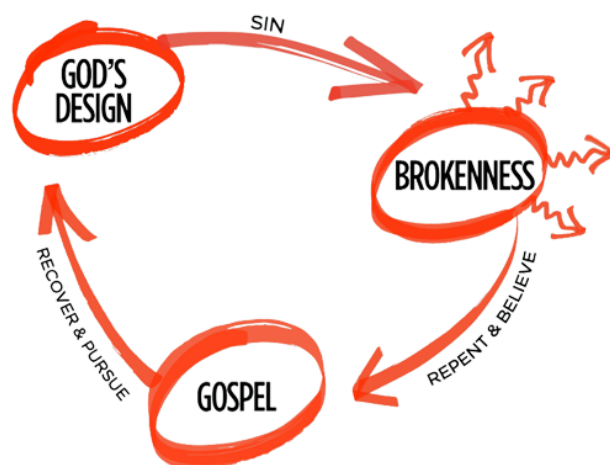 SIN
GOD'S
DESIGN
BROKENNESS
REPENT & BELIEVE
GOSPEL
RECOVER & PURSUE